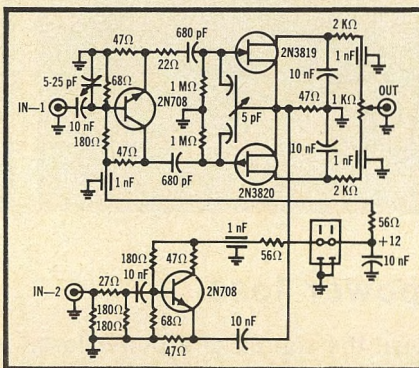 47Ω
680 pF
2N3819
2 KΩ
22Ω
1 nF
5-25 pF
68Ω
1 MΩ
10 nF
OUT
IN—1
2N708
5 pF
47Ω
1 KΩ
10 nF
180Ω
1 MΩ
10 nF
47Ω
1 nF
1 nF
680 pF
2N3820
2 KΩ
56Ω
180Ω
47Ω
1 nF
+12
56Ω
10 nF
27Ω
10 nF
2N708
IN—2
180Ω
180Ω
68Ω
10 nF
47Ω